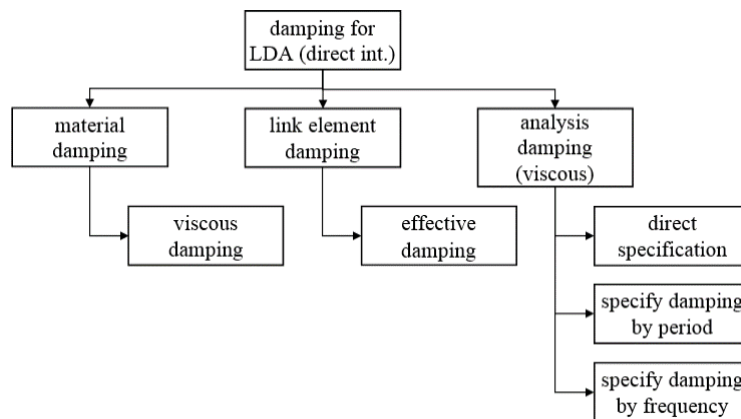 damping for
LDA (direct int.)
material
damping
link element
damping
analysis
damping
(viscous)
viscous
damping
effective
damping
direct
specification
specify damping
by period
specify damping
by frequency